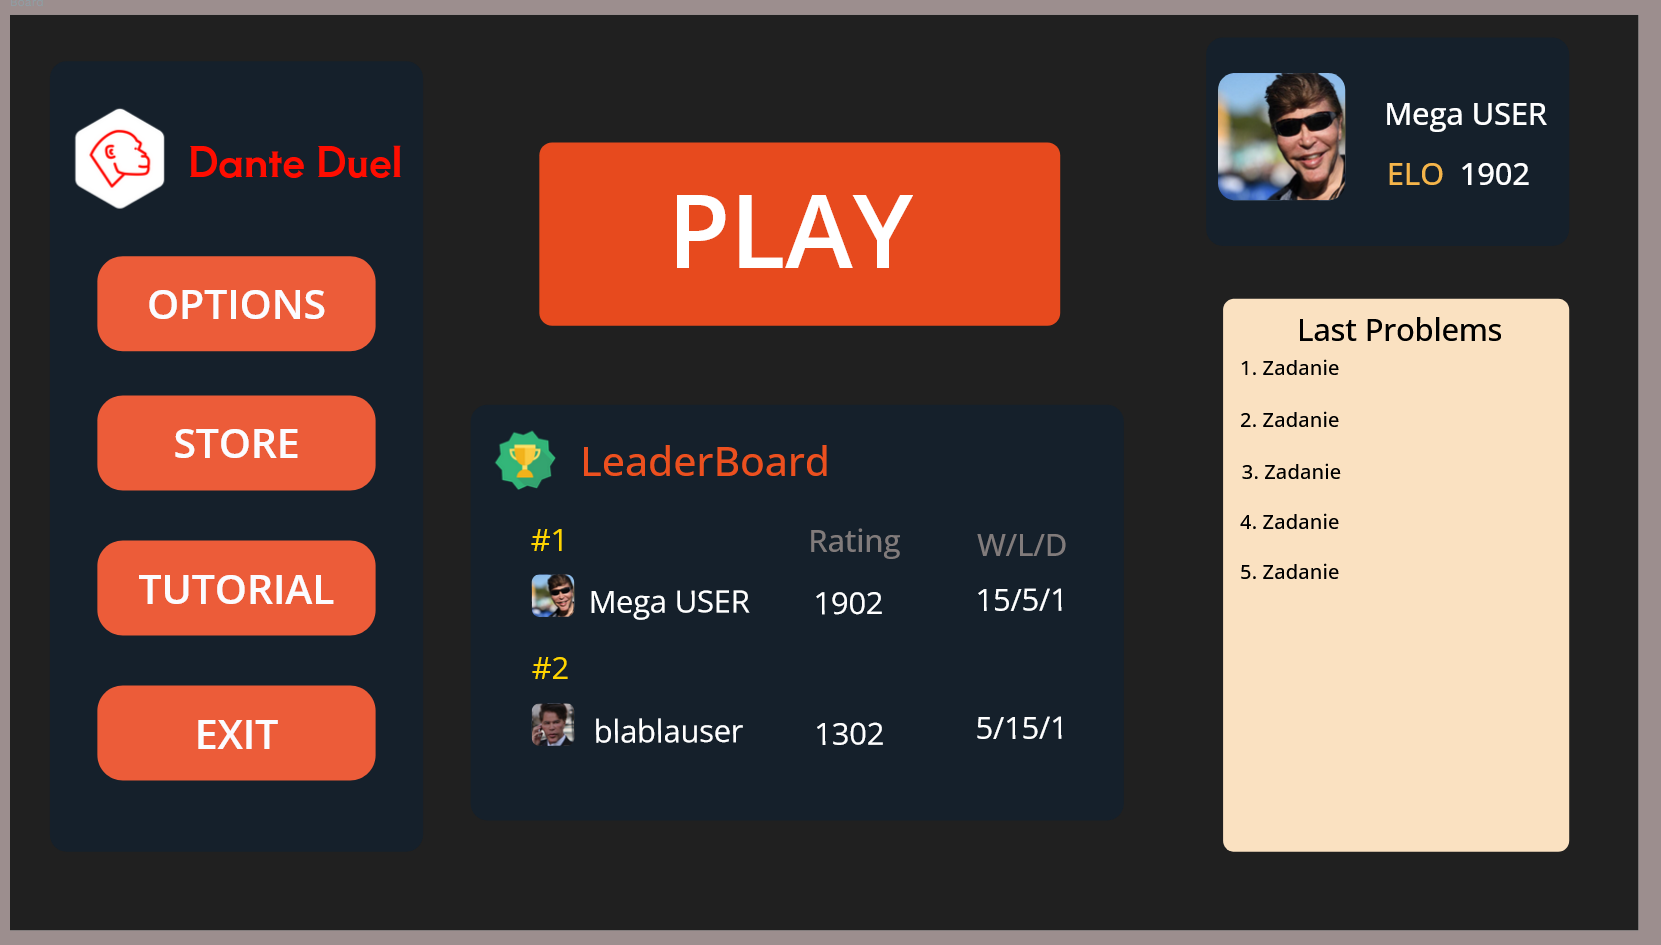 Board
Dante Duel
OPTIONS
STORE
TUTORIAL
EXIT
PLAY
LeaderBoard
#1 Rating W/L/D
Mega USER 1902 15/5/1
#2
blablauser 1302 5/15/1
Mega USER
ELO 1902
Last Problems
1. Zadanie
2. Zadanie
3. Zadanie
4. Zadanie
5. Zadanie